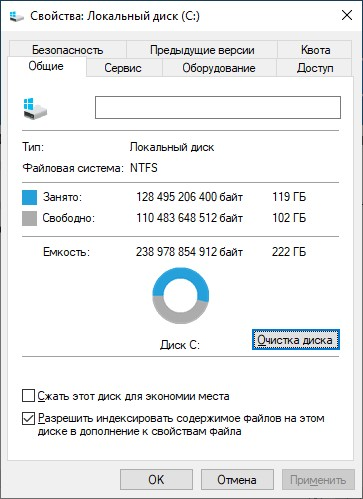 Свойства: Локальный диск (C:)
Безопасность Предыдущие версии Квота
Общие Сервис Оборудование Доступ
Тип: Локальный диск
Файловая система: NTFS
Занято: 128 495 206 400 байт 119 ГБ
Свободно: 110 483 648 512 байт 102 ГБ
Емкость: 238 978 854 912 байт 222 ГБ
Диск C: Очистка диска
Сжать этот диск для экономии места
Разрешить индексировать содержимое файлов на этом
диске в дополнение к свойствам файла
OK Отмена Применить